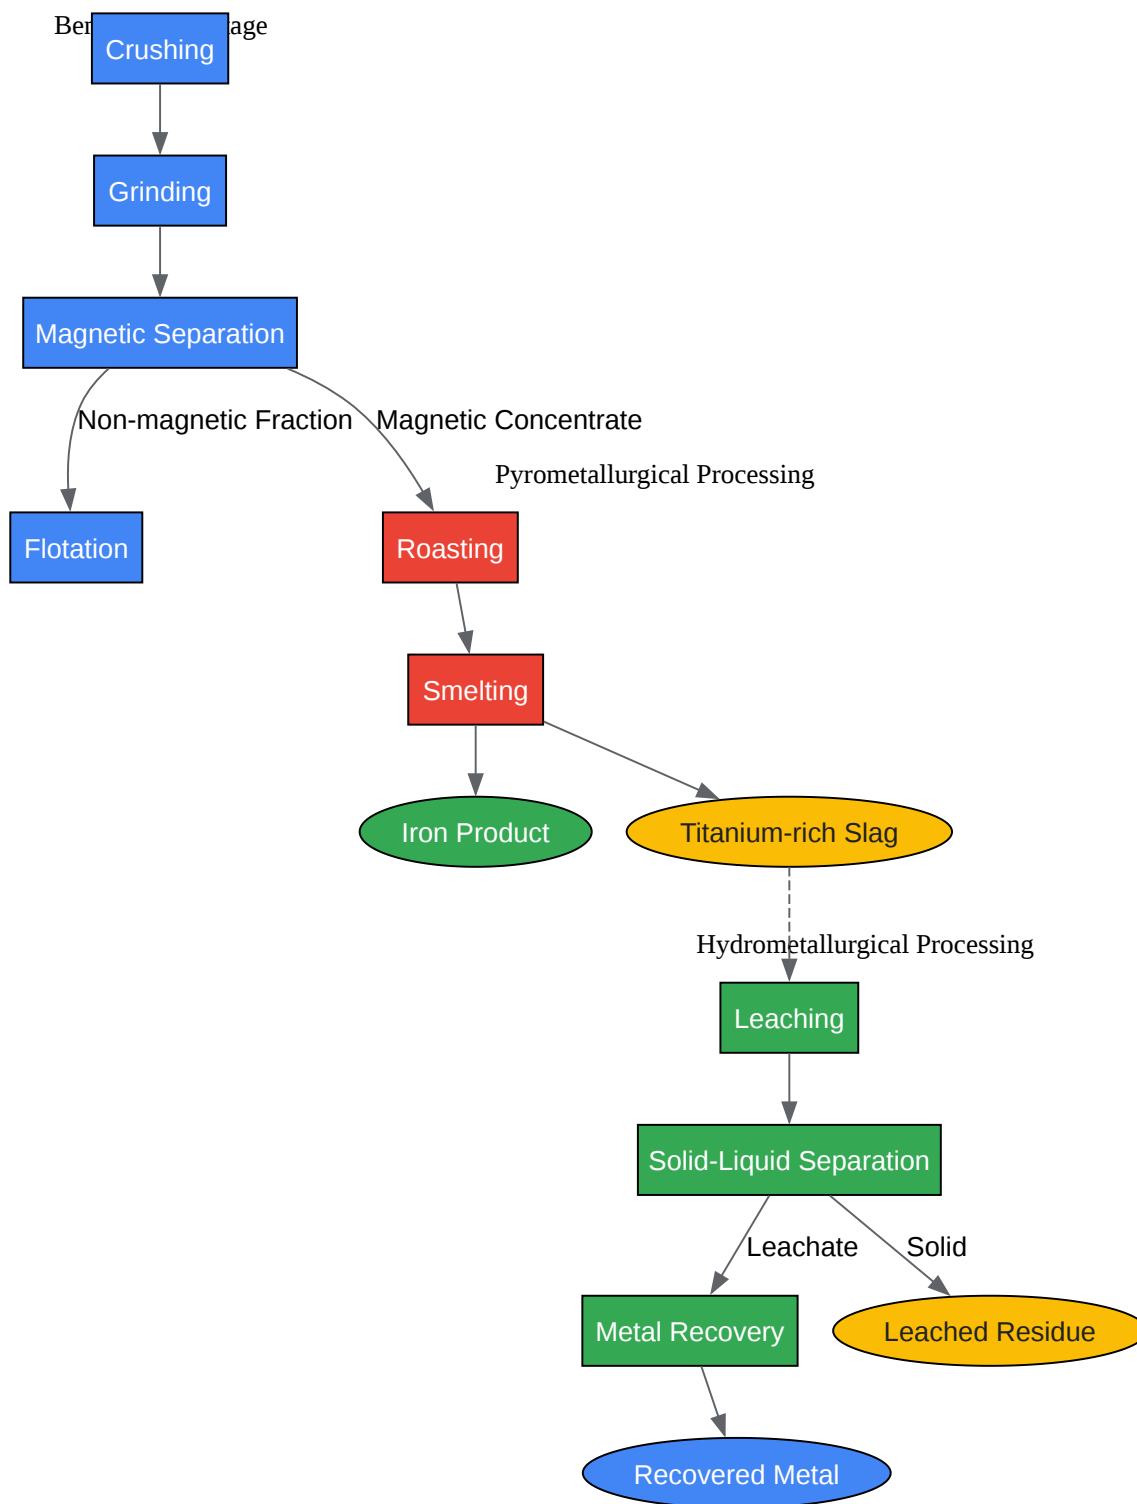 Crushing
Grinding
Magnetic Separation
Non-magnetic Fraction
Magnetic Concentrate
Pyrometallurgical Processing
Flotation
Roasting
Smelting
Iron Product
Titanium-rich Slag
Hydrometallurgical Processing
Leaching
Solid-Liquid Separation
Leachate
Solid
Metal Recovery
Leached Residue
Recovered Metal